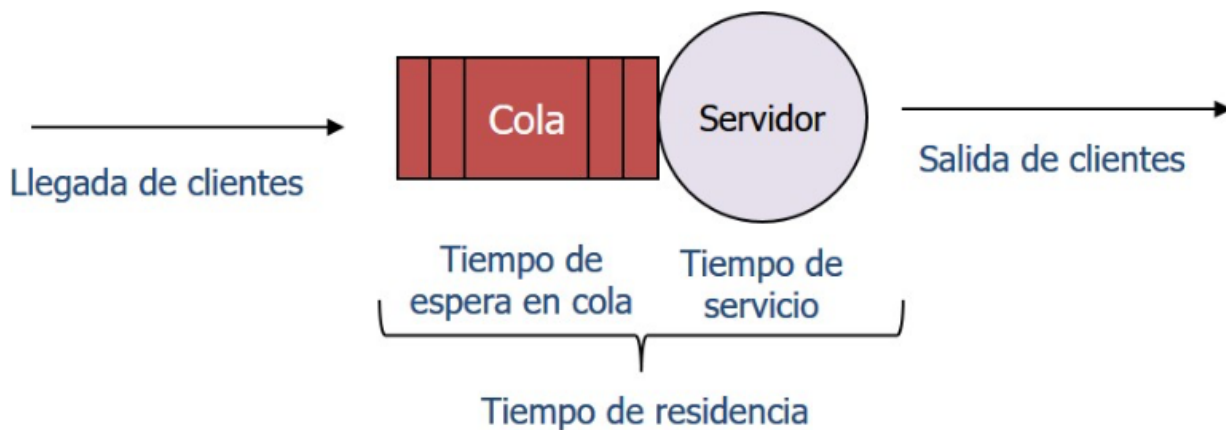 Cola
Servidor
Llegada de clientes
Salida de clientes
Tiempo de
espera en cola
Tiempo de
servicio
Tiempo de residencia